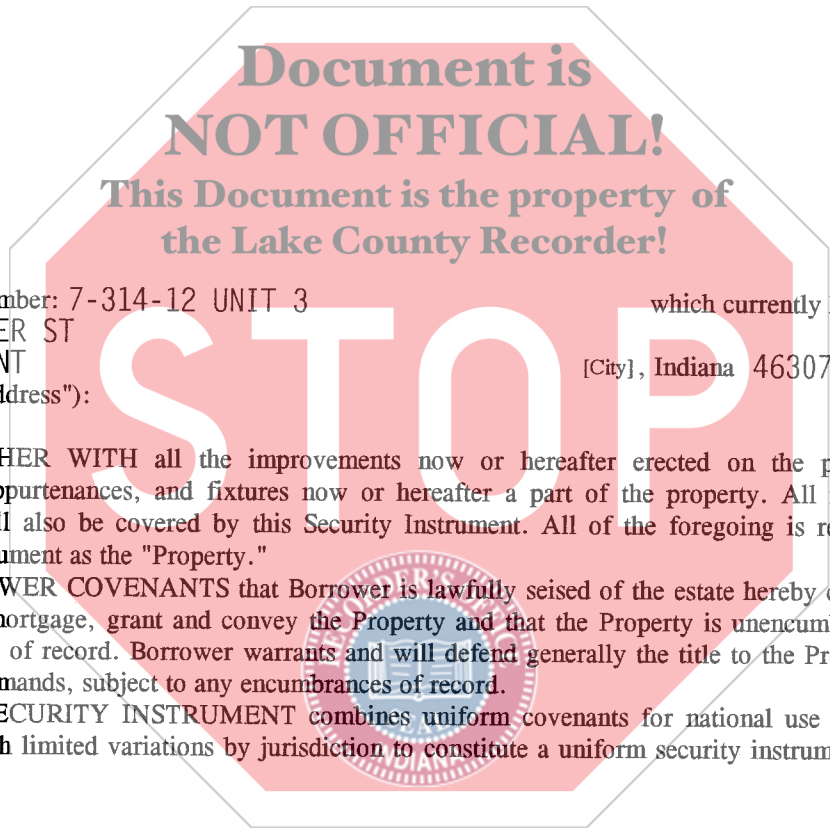 Document is
NOT OFFICIAL!
This Document is the property of
the Lake County Recorder!
mber: 7-314-12 UNIT 3 which currently
ER ST
NT [City], Indiana 46307
ddress"):
STOP
HER WITH all the improvements now or hereafter erected on the p
ppurtenances, and fixtures now or hereafter a part of the property. All
ll also be covered by this Security Instrument. All of the foregoing is re
ument as the "Property."
WER COVENANTS that Borrower is lawfully seised of the estate hereby
mortgage, grant and convey the Property and that the Property is unencum
of record. Borrower warrants and will defend generally the title to the Pr
mands, subject to any encumbrances of record.
ECURITY INSTRUMENT combines uniform covenants for national use
h limited variations by jurisdiction to constitute a uniform security instrum
INDIANA